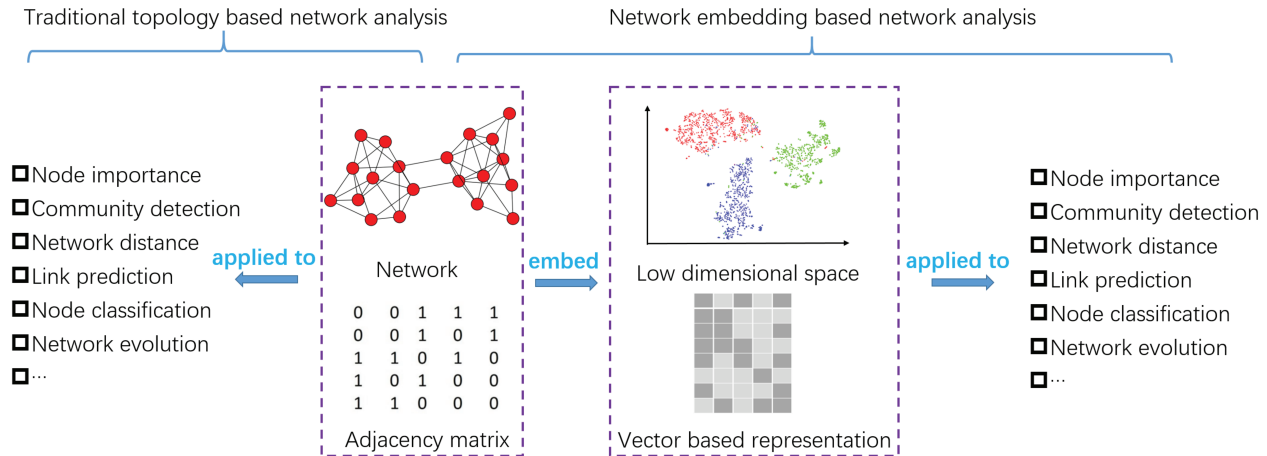 Traditional topology based network analysis
Network embedding based network analysis
Node importance
Community detection
Network distance
Link prediction
Node classification
Network evolution
...
applied to
Network
0 0 1 1 1
0 0 1 0 1
1 1 0 1 0
1 0 1 0 0
1 1 0 0 0
Adjacency matrix
embed
Low dimensional space
Vector based representation
applied to
Node importance
Community detection
Network distance
Link prediction
Node classification
Network evolution
...